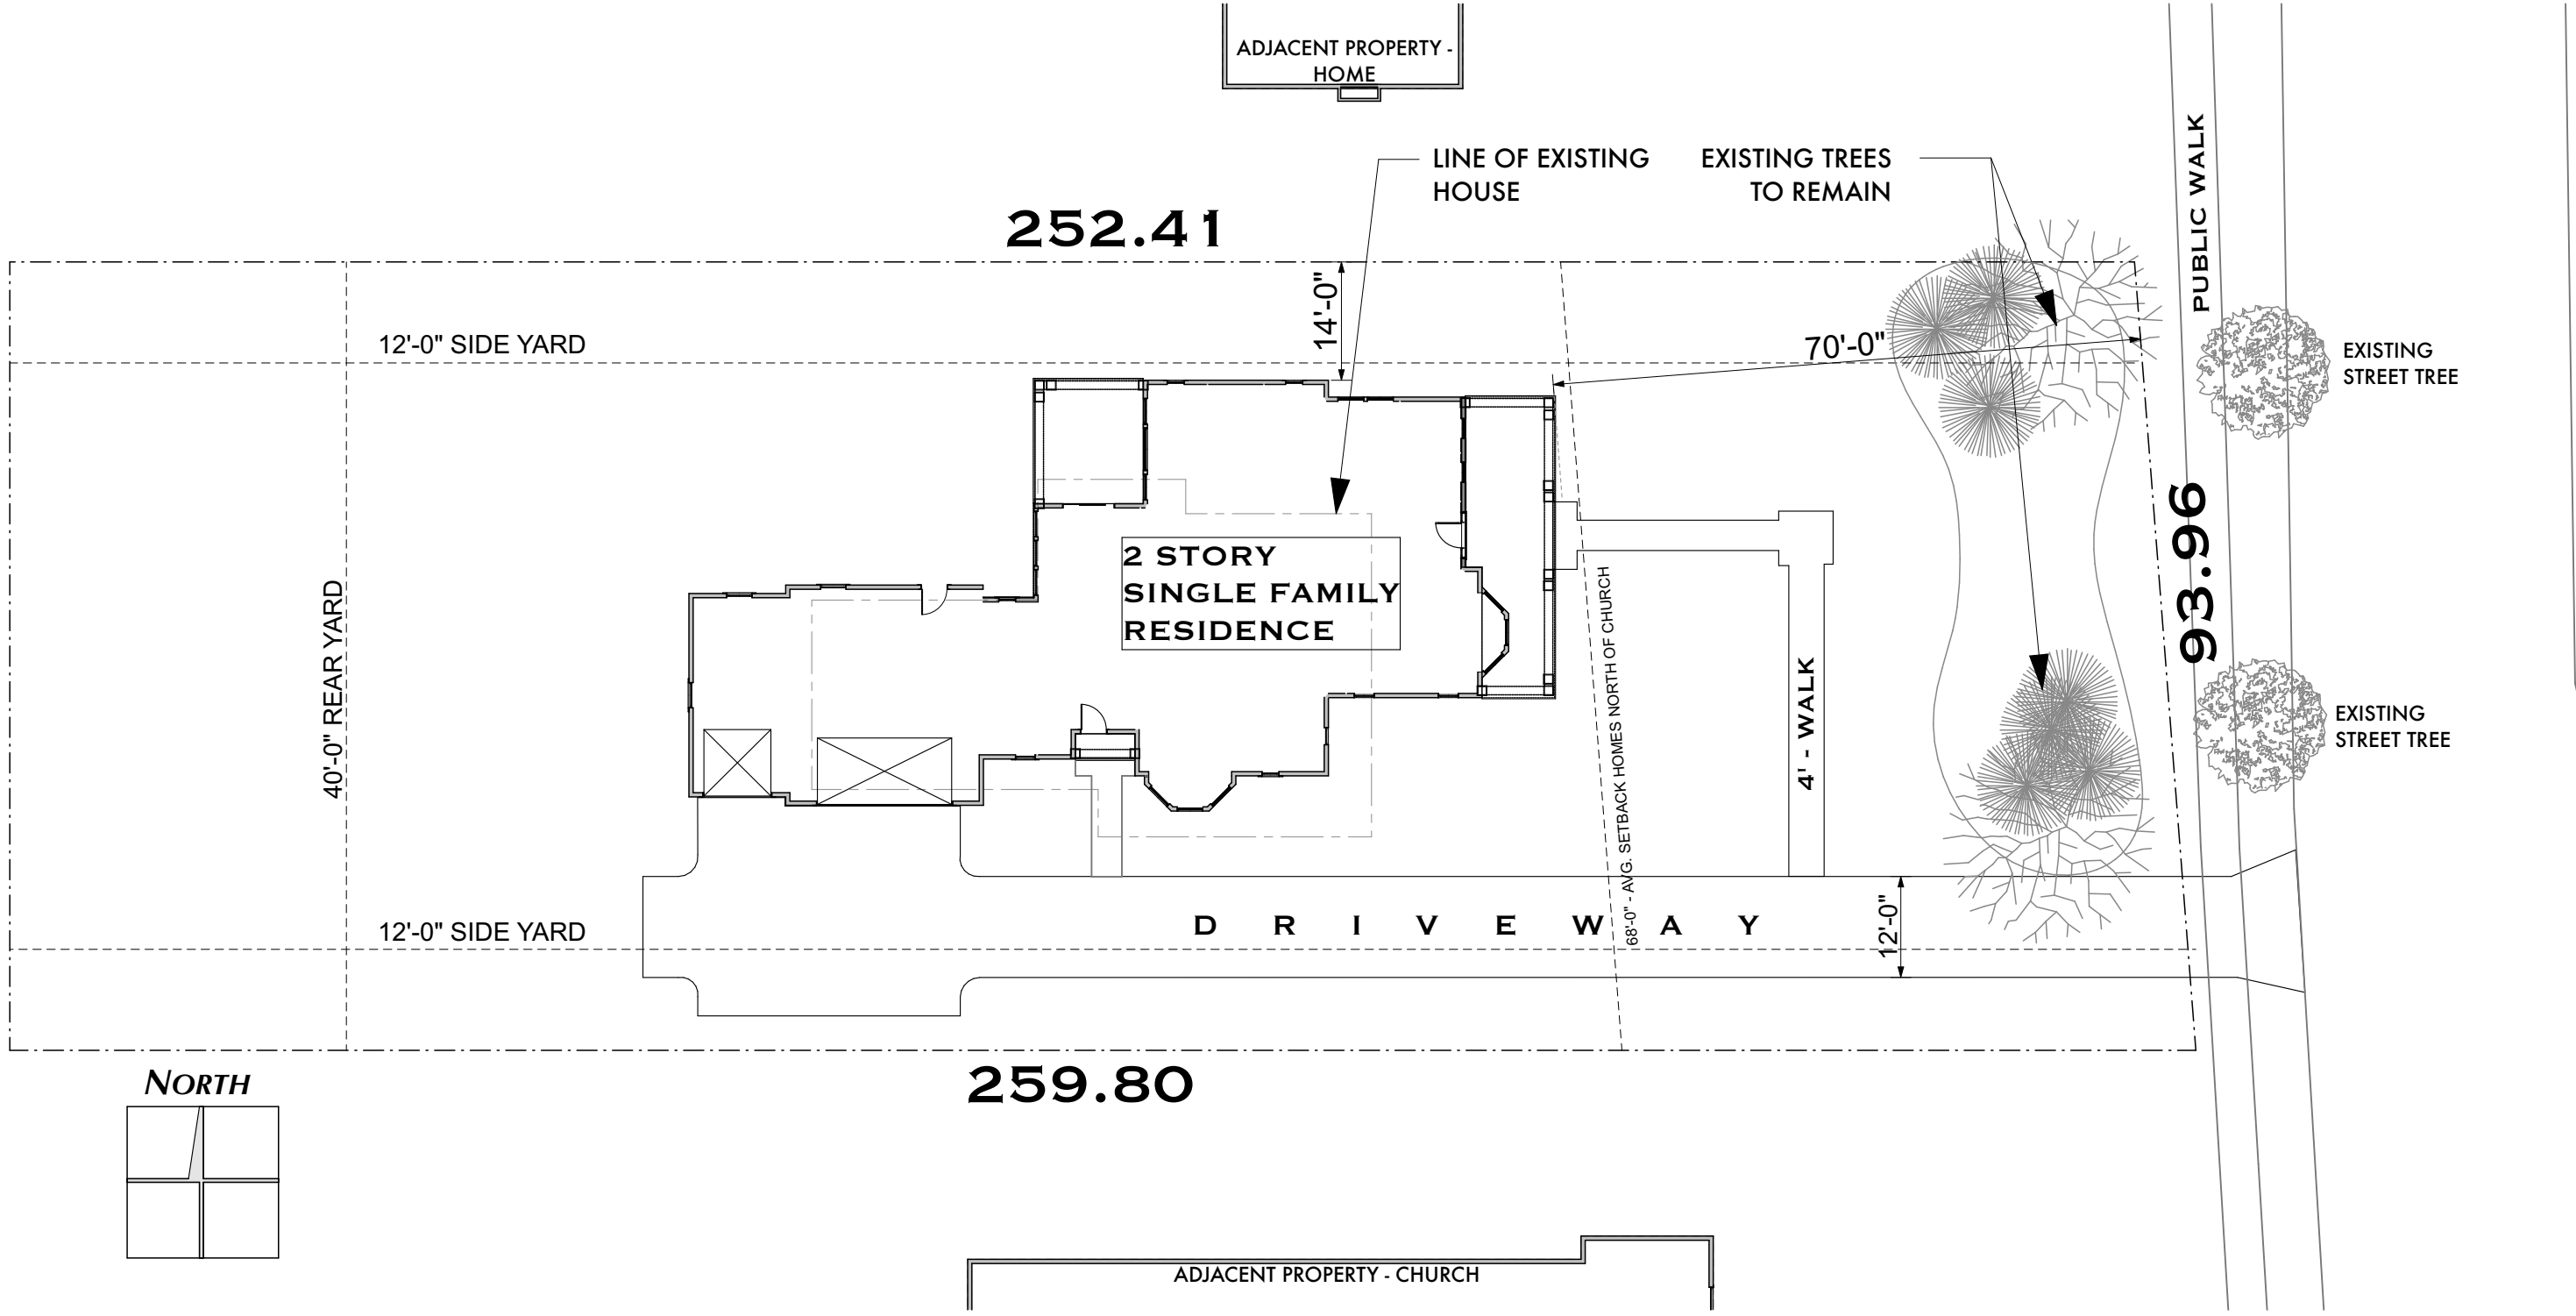 ADJACENT PROPERTY -
HOME
LINE OF EXISTING
HOUSE
EXISTING TREES
TO REMAIN
PUBLIC WALK
252.41
14'-0"
12'-0" SIDE YARD
70'-0"
EXISTING
STREET TREE
93.96
2 STORY
SINGLE FAMILY
RESIDENCE
40'-0" REAR YARD
68'-0" - AVG. SETBACK HOMES NORTH OF CHURCH
4' - WALK
EXISTING
STREET TREE
12'-0" SIDE YARD
DRIVEWAY
12'-0"
259.80
NORTH
ADJACENT PROPERTY - CHURCH